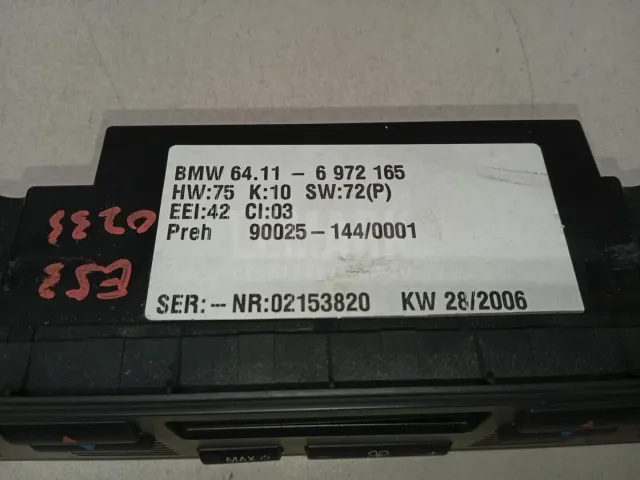 BMW 64.11 - 6 972 165
HW:75 K:10 SW:72(P)
EEI:42 CI:03
Preh 90025-144/0001
SER:--- NR:02153820 KW 28/2006
0233
E53
MAX